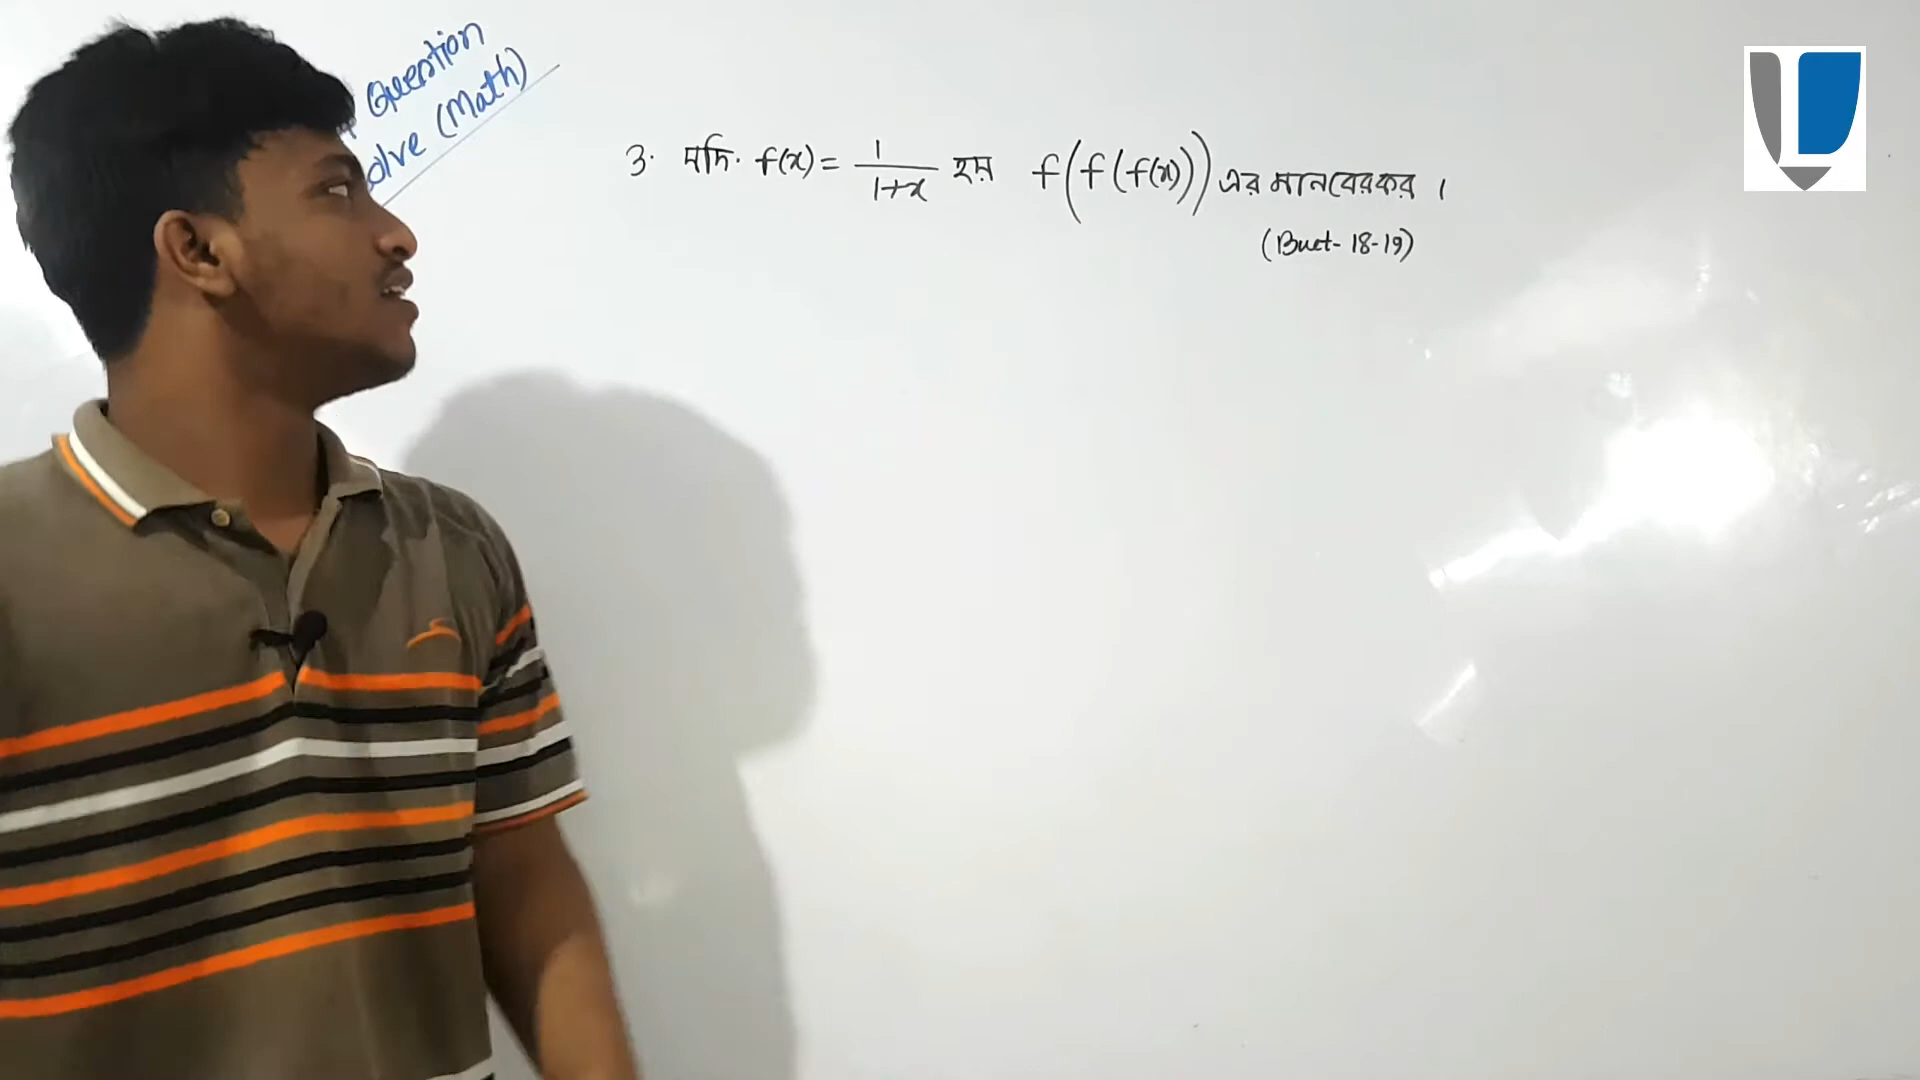 Question
olve (Math)
3. যদি f(x) = 1/1+x হয় f(f(f(x))) এর মান বের কর ।
(Buet-18-19)